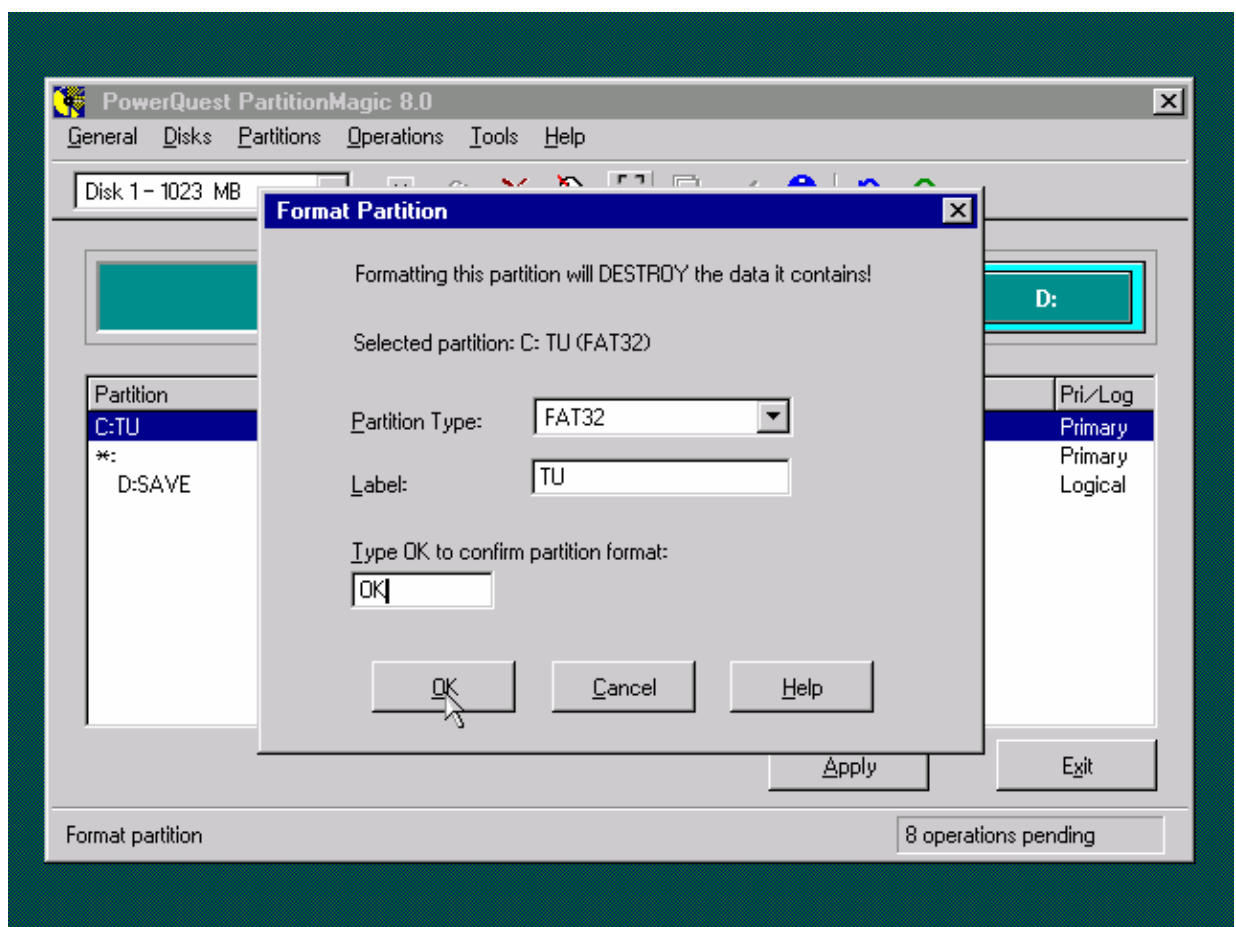 PowerQuest PartitionMagic 8.0
General Disks Partitions Operations Tools Help
Disk 1 - 1023 MB
Format Partition
Formatting this partition will DESTROY the data it contains!
D:
Selected partition: C: TU (FAT32)
Partition Pri/Log
Partition Type: FAT32
C:TU Primary
*: Primary
D:SAVE Logical
Label: TU
Type OK to confirm partition format:
OK
OK Cancel Help
Apply Exit
Format partition 8 operations pending